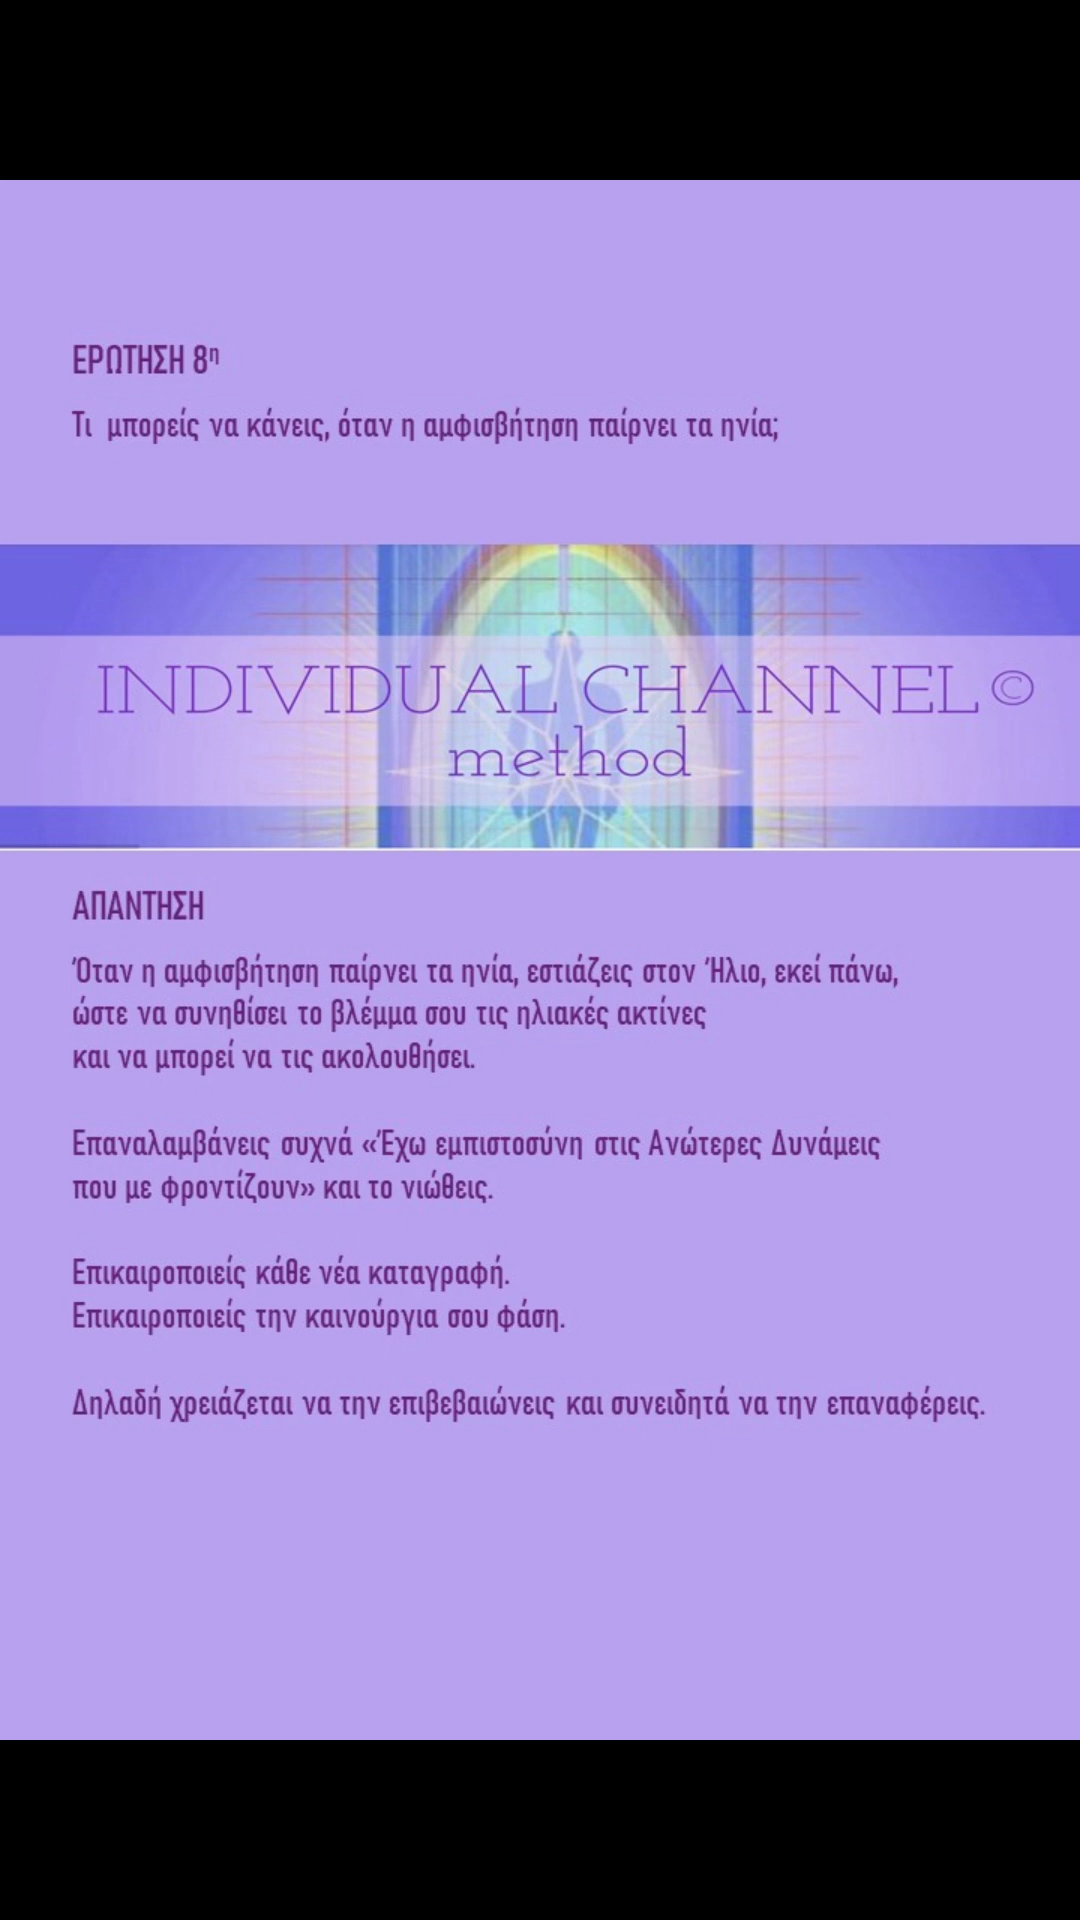 ΕΡΩΤΗΣΗ 8η
Τι μπορείς να κάνεις, όταν η αμφισβήτηση παίρνει τα ηνία;
INDIVIDUAL CHANNEL©
method
ΑΠΑΝΤΗΣΗ
Όταν η αμφισβήτηση παίρνει τα ηνία, εστιάζεις στον Ήλιο, εκεί πάνω,
ώστε να συνηθίσει το βλέμμα σου τις ηλιακές ακτίνες
και να μπορεί να τις ακολουθήσει.
Επαναλαμβάνεις συχνά «Έχω εμπιστοσύνη στις Ανώτερες Δυνάμεις
που με φροντίζουν» και το νιώθεις.
Επικαιροποιείς κάθε νέα καταγραφή.
Επικαιροποιείς την καινούργια σου φάση.
Δηλαδή χρειάζεται να την επιβεβαιώνεις και συνειδητά να την επαναφέρεις.